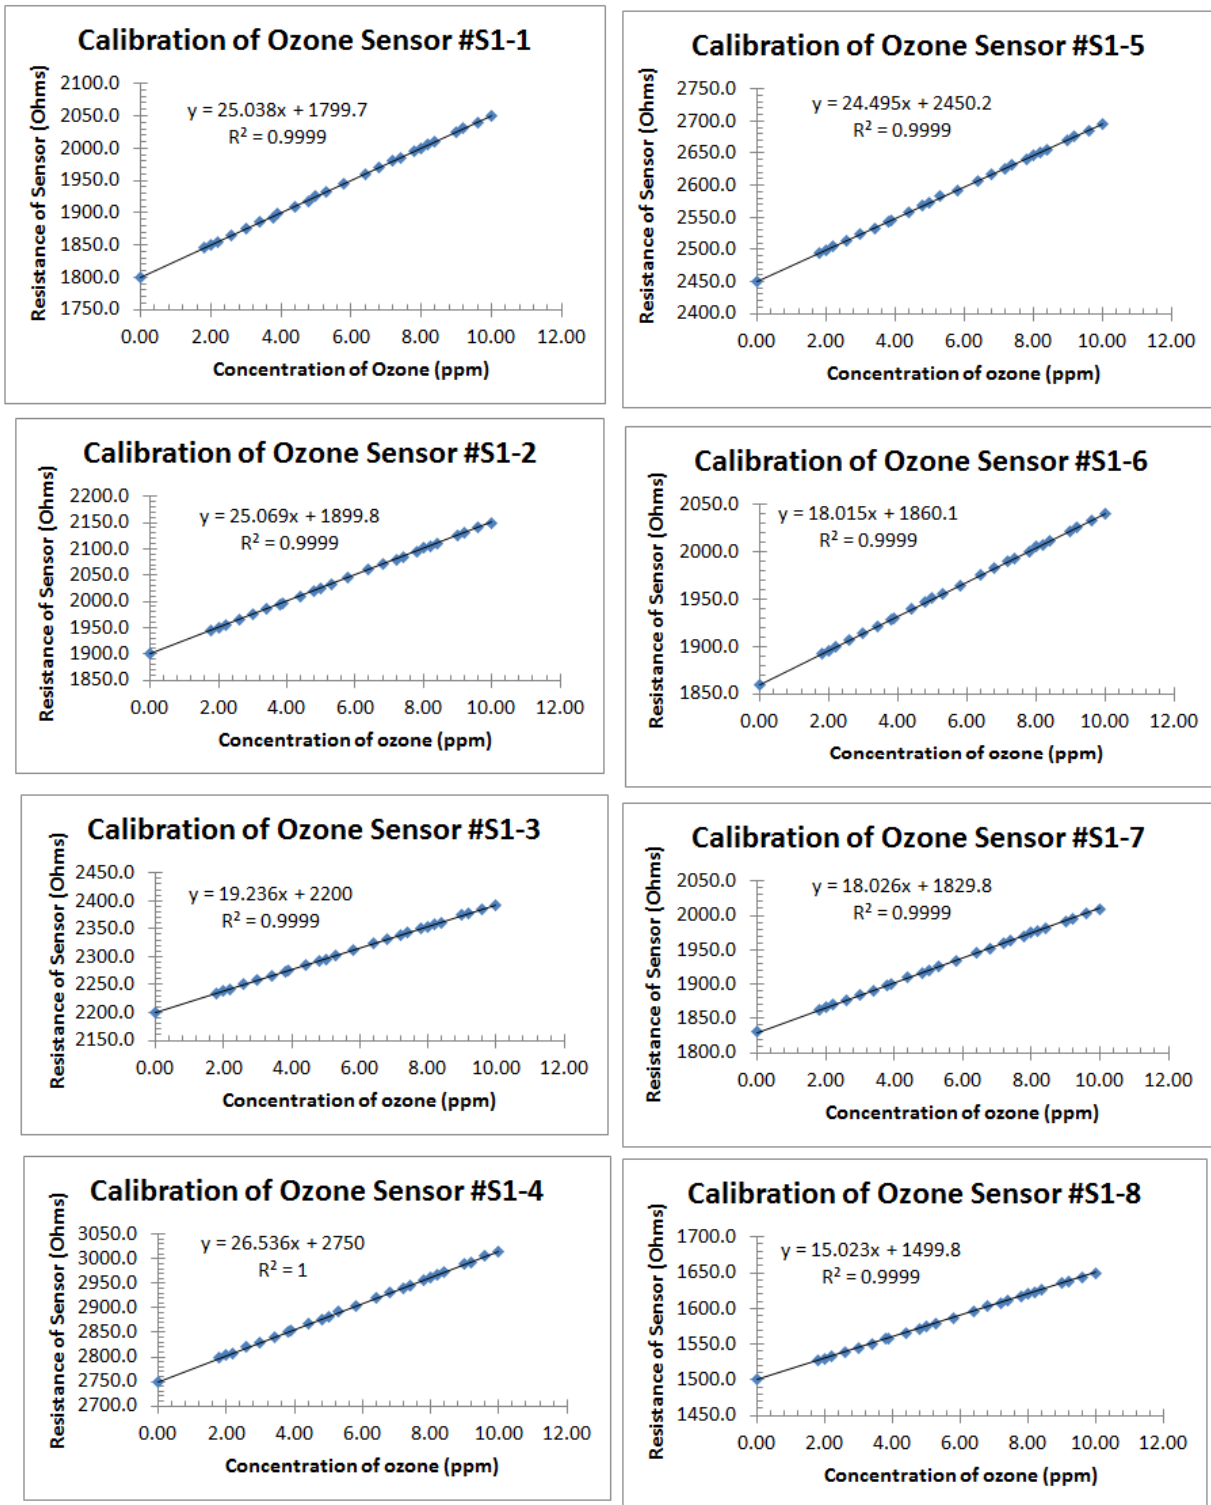 Calibration of Ozone Sensor #S1-1
Resistance of Sensor (Ohms)
2100.0
2050.0
2000.0
1950.0
1900.0
1850.0
1800.0
1750.0
y = 25.038x + 1799.7
R² = 0.9999
0.00 2.00 4.00 6.00 8.00 10.00 12.00
Concentration of Ozone (ppm)
Calibration of Ozone Sensor #S1-5
Resistance of Sensor (Ohms)
2750.0
2700.0
2650.0
2600.0
2550.0
2500.0
2450.0
2400.0
y = 24.495x + 2450.2
R² = 0.9999
0.00 2.00 4.00 6.00 8.00 10.00 12.00
Concentration of ozone (ppm)
Calibration of Ozone Sensor #S1-2
Resistance of Sensor (Ohms)
2200.0
2150.0
2100.0
2050.0
2000.0
1950.0
1900.0
1850.0
y = 25.069x + 1899.8
R² = 0.9999
0.00 2.00 4.00 6.00 8.00 10.00 12.00
Concentration of ozone (ppm)
Calibration of Ozone Sensor #S1-6
Resistance of Sensor (Ohms)
2050.0
2000.0
1950.0
1900.0
1850.0
y = 18.015x + 1860.1
R² = 0.9999
0.00 2.00 4.00 6.00 8.00 10.00 12.00
Concentration of ozone (ppm)
Calibration of Ozone Sensor #S1-3
Resistance of Sensor (Ohms)
2450.0
2400.0
2350.0
2300.0
2250.0
2200.0
2150.0
y = 19.236x + 2200
R² = 0.9999
0.00 2.00 4.00 6.00 8.00 10.00 12.00
Concentration of ozone (ppm)
Calibration of Ozone Sensor #S1-7
Resistance of Sensor (Ohms)
2050.0
2000.0
1950.0
1900.0
1850.0
1800.0
y = 18.026x + 1829.8
R² = 0.9999
0.00 2.00 4.00 6.00 8.00 10.00 12.00
Concentration of ozone (ppm)
Calibration of Ozone Sensor #S1-4
Resistance of Sensor (Ohms)
3050.0
3000.0
2950.0
2900.0
2850.0
2800.0
2750.0
2700.0
y = 26.536x + 2750
R² = 1
0.00 2.00 4.00 6.00 8.00 10.00 12.00
Concentration of ozone (ppm)
Calibration of Ozone Sensor #S1-8
Resistance of Sensor (Ohms)
1700.0
1650.0
1600.0
1550.0
1500.0
1450.0
y = 15.023x + 1499.8
R² = 0.9999
0.00 2.00 4.00 6.00 8.00 10.00 12.00
Concentration of ozone (ppm)